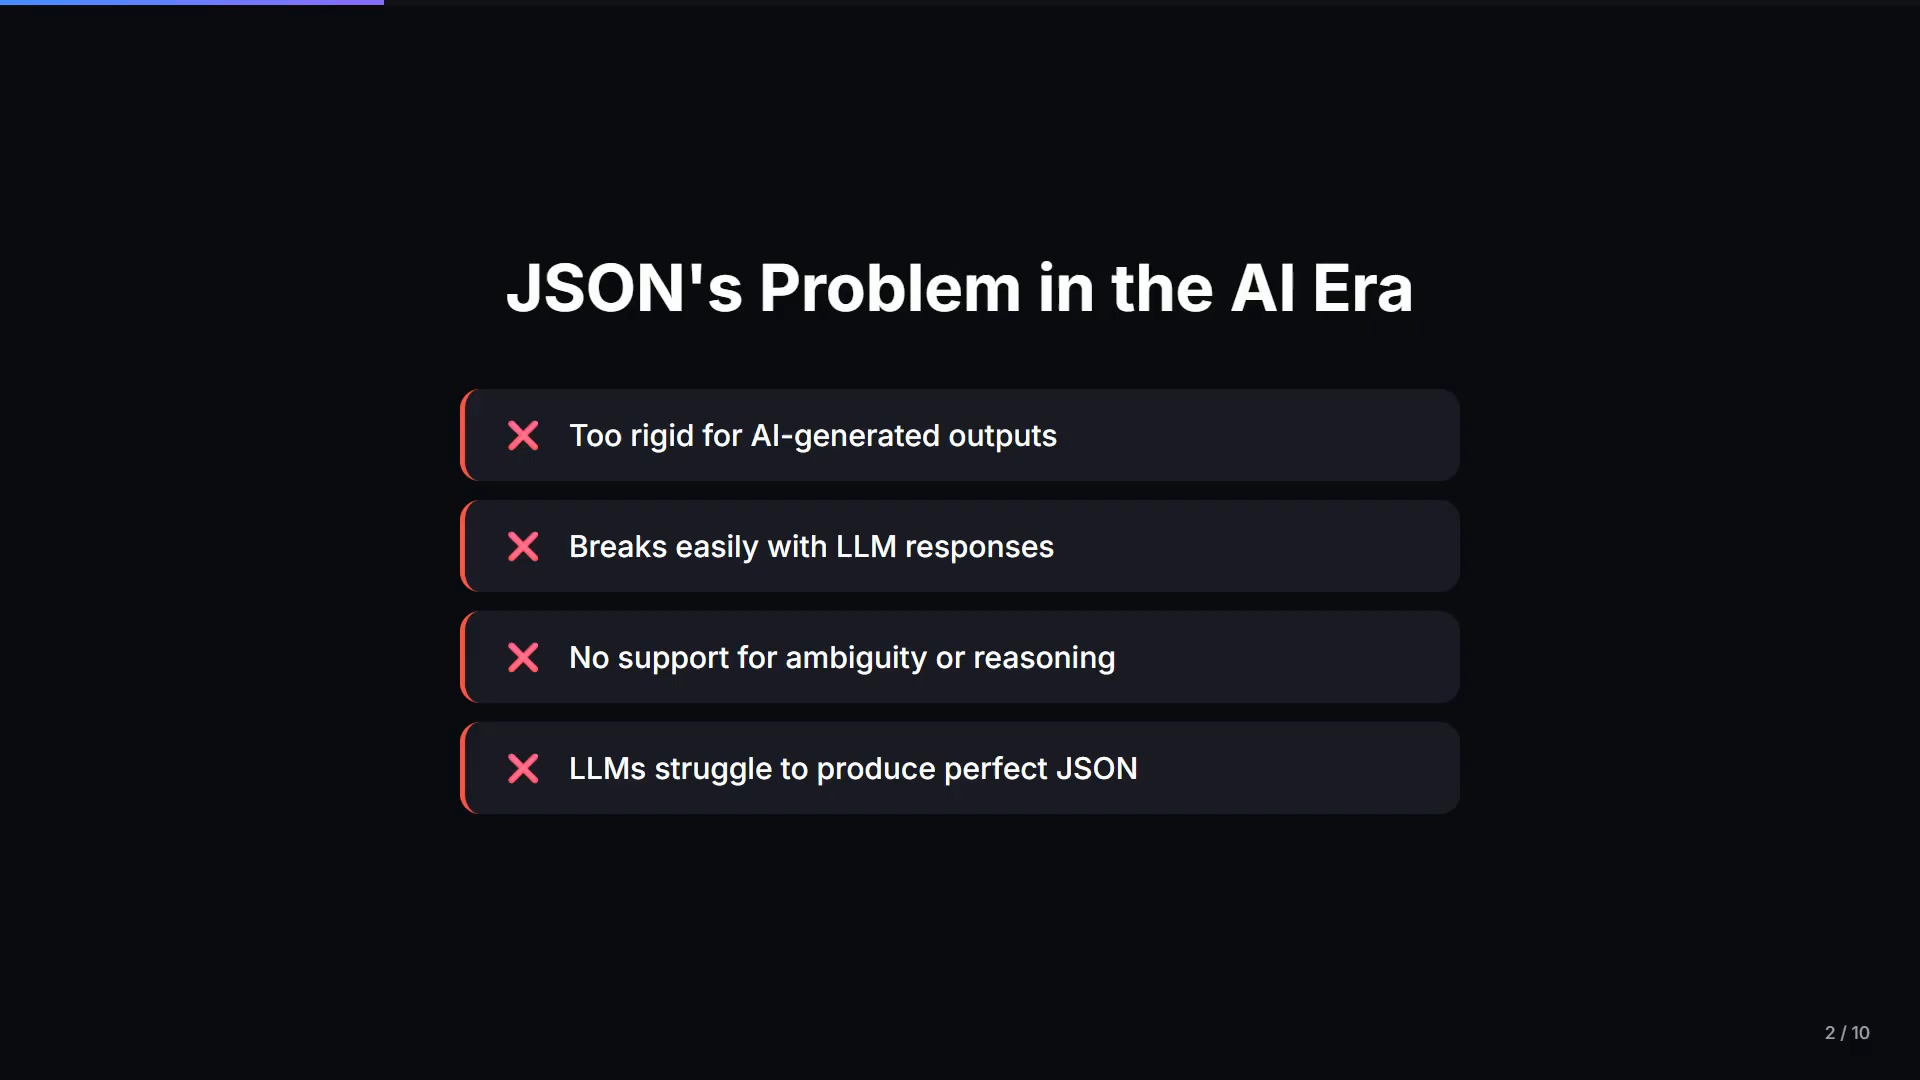 JSON's Problem in the AI Era
❌ Too rigid for AI-generated outputs
❌ Breaks easily with LLM responses
❌ No support for ambiguity or reasoning
❌ LLMs struggle to produce perfect JSON
2 / 10